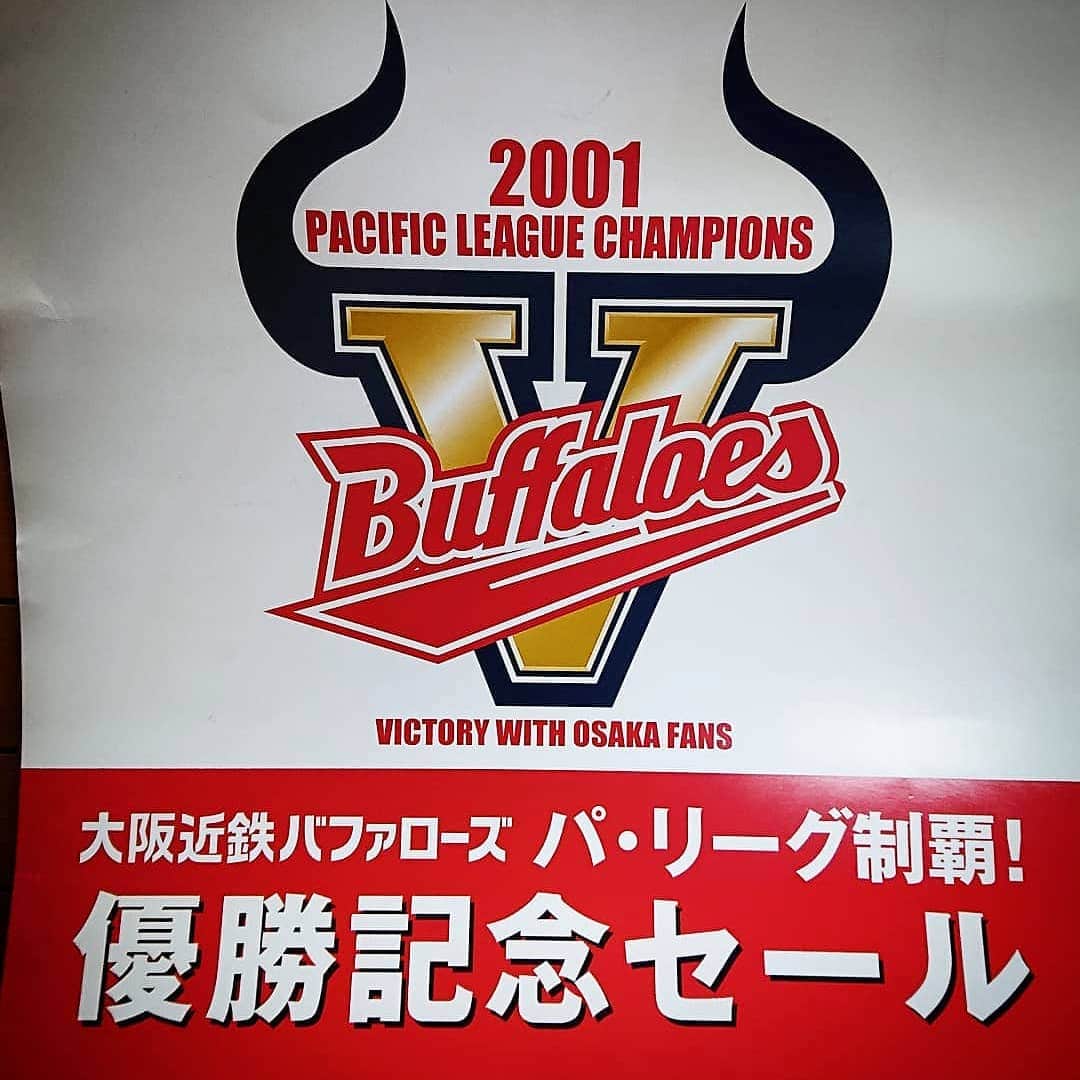 2001
PACIFIC LEAGUE CHAMPIONS
V
Buffaloes
VICTORY WITH OSAKA FANS
大阪近鉄バファローズ パ・リーグ制覇!
優勝記念セール